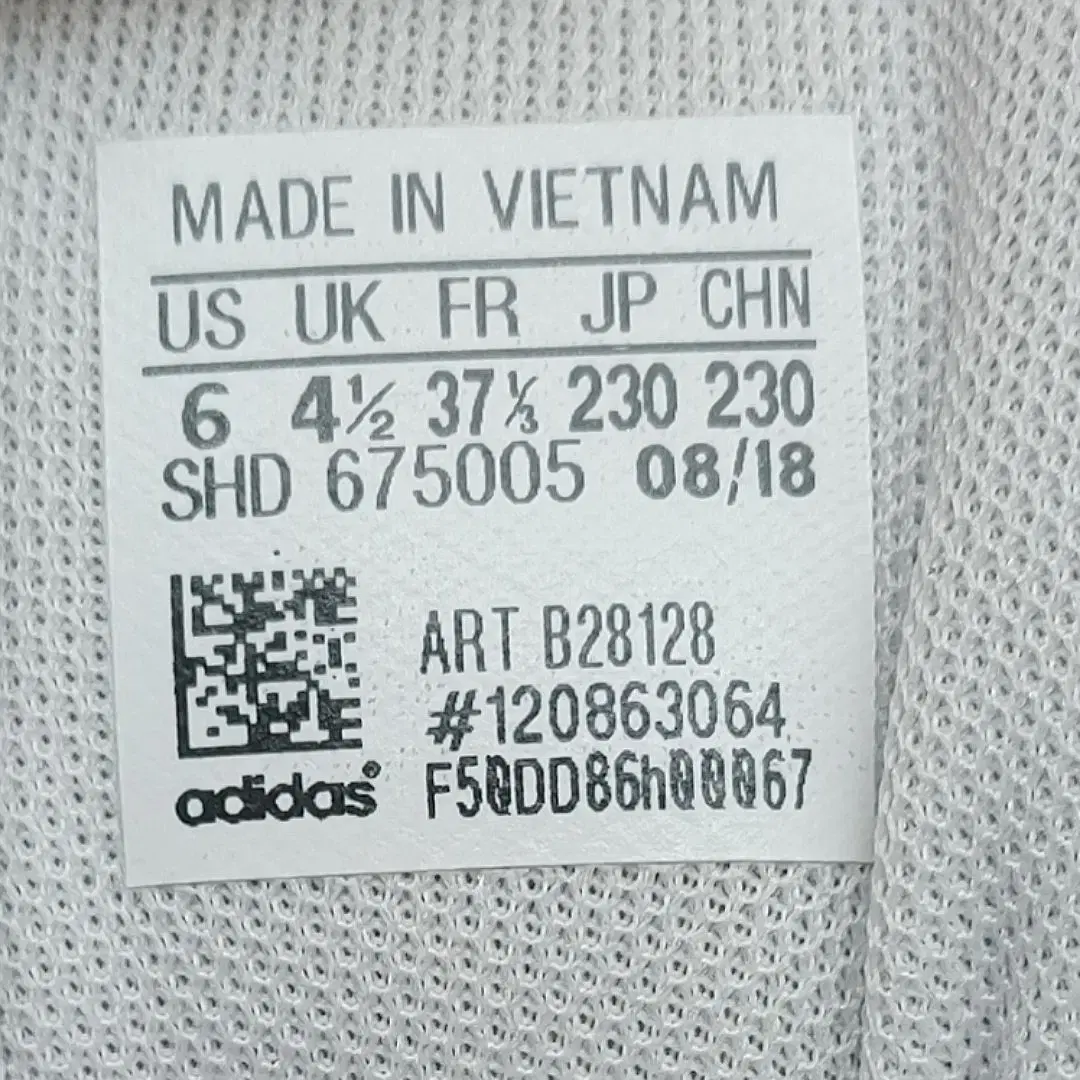 MADE IN VIETNAM
US UK FR JP CHN
6 4½ 37⅓ 230 230
SHD 675005 08/18
ART B28128
#120863064
F50DD86h00067
adidas®